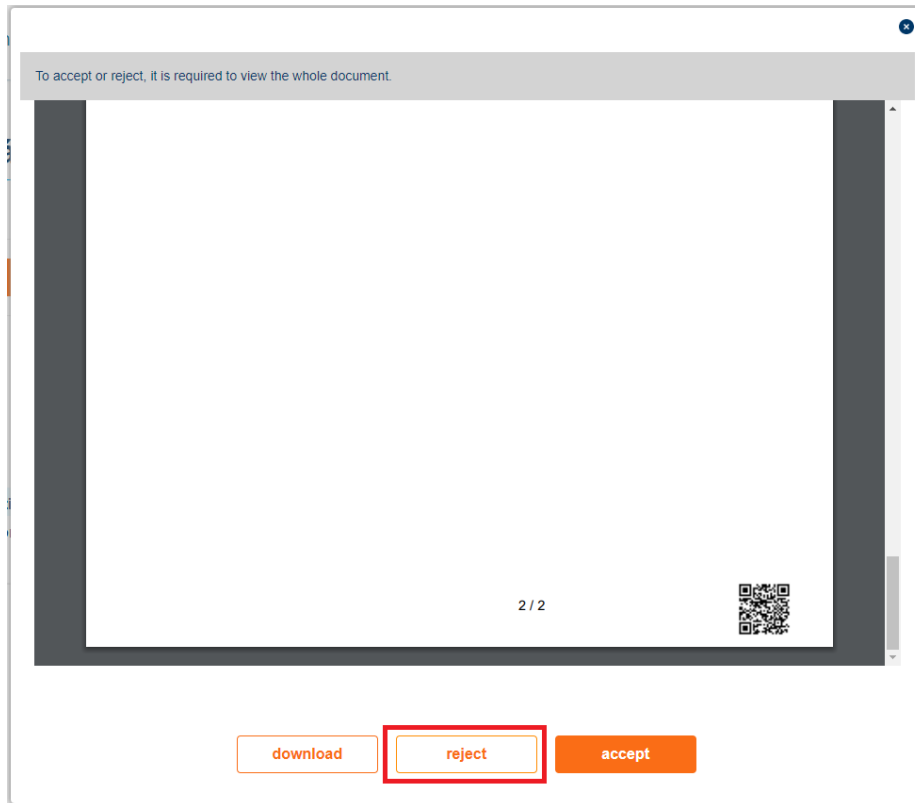 To accept or reject, it is required to view the whole document.
2 / 2
download
reject
accept